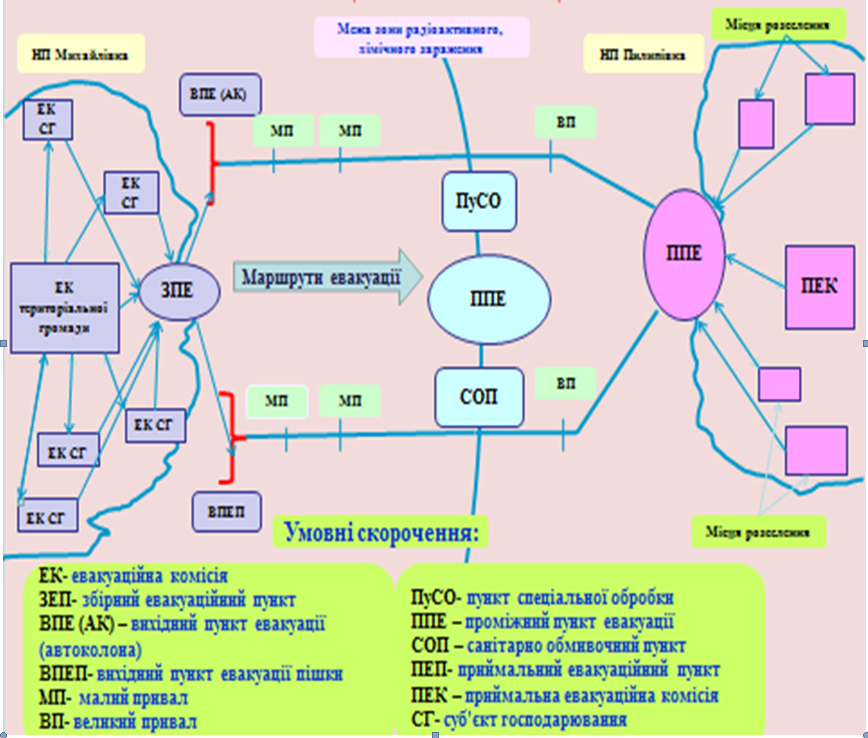 Межа зони радіоактивного,
хімічного зараження
Місця розселення
НП Михайлівка
НП Пилипівка
ВПЕ (АК)
ЕК
СГ
МП
МП
ВП
ЕК
СГ
ПуСО
ППЕ
ЕК
територіальної
громади
ЗПЕ
Маршрути евакуації
ППЕ
ПЕК
МП
МП
СОП
ВП
ЕК СГ
ЕК СГ
ЕК СГ
ВПЕП
Умовні скорочення:
Місця розселення
ЕК- евакуаційна комісія
ЗЕП- збірний евакуаційний пункт
ВПЕ (АК) – вихідний пункт евакуації
(автоколона)
ВПЕП- вихідний пункт евакуації пішки
МП- малий привал
ВП- великий привал
ПуСО- пункт спеціальної обробки
ППЕ – проміжний пункт евакуації
СОП – санітарно обмивочний пункт
ПЕП- приймальний евакуаційний пункт
ПЕК – приймальна евакуаційна комісія
СГ- суб'єкт господарювання